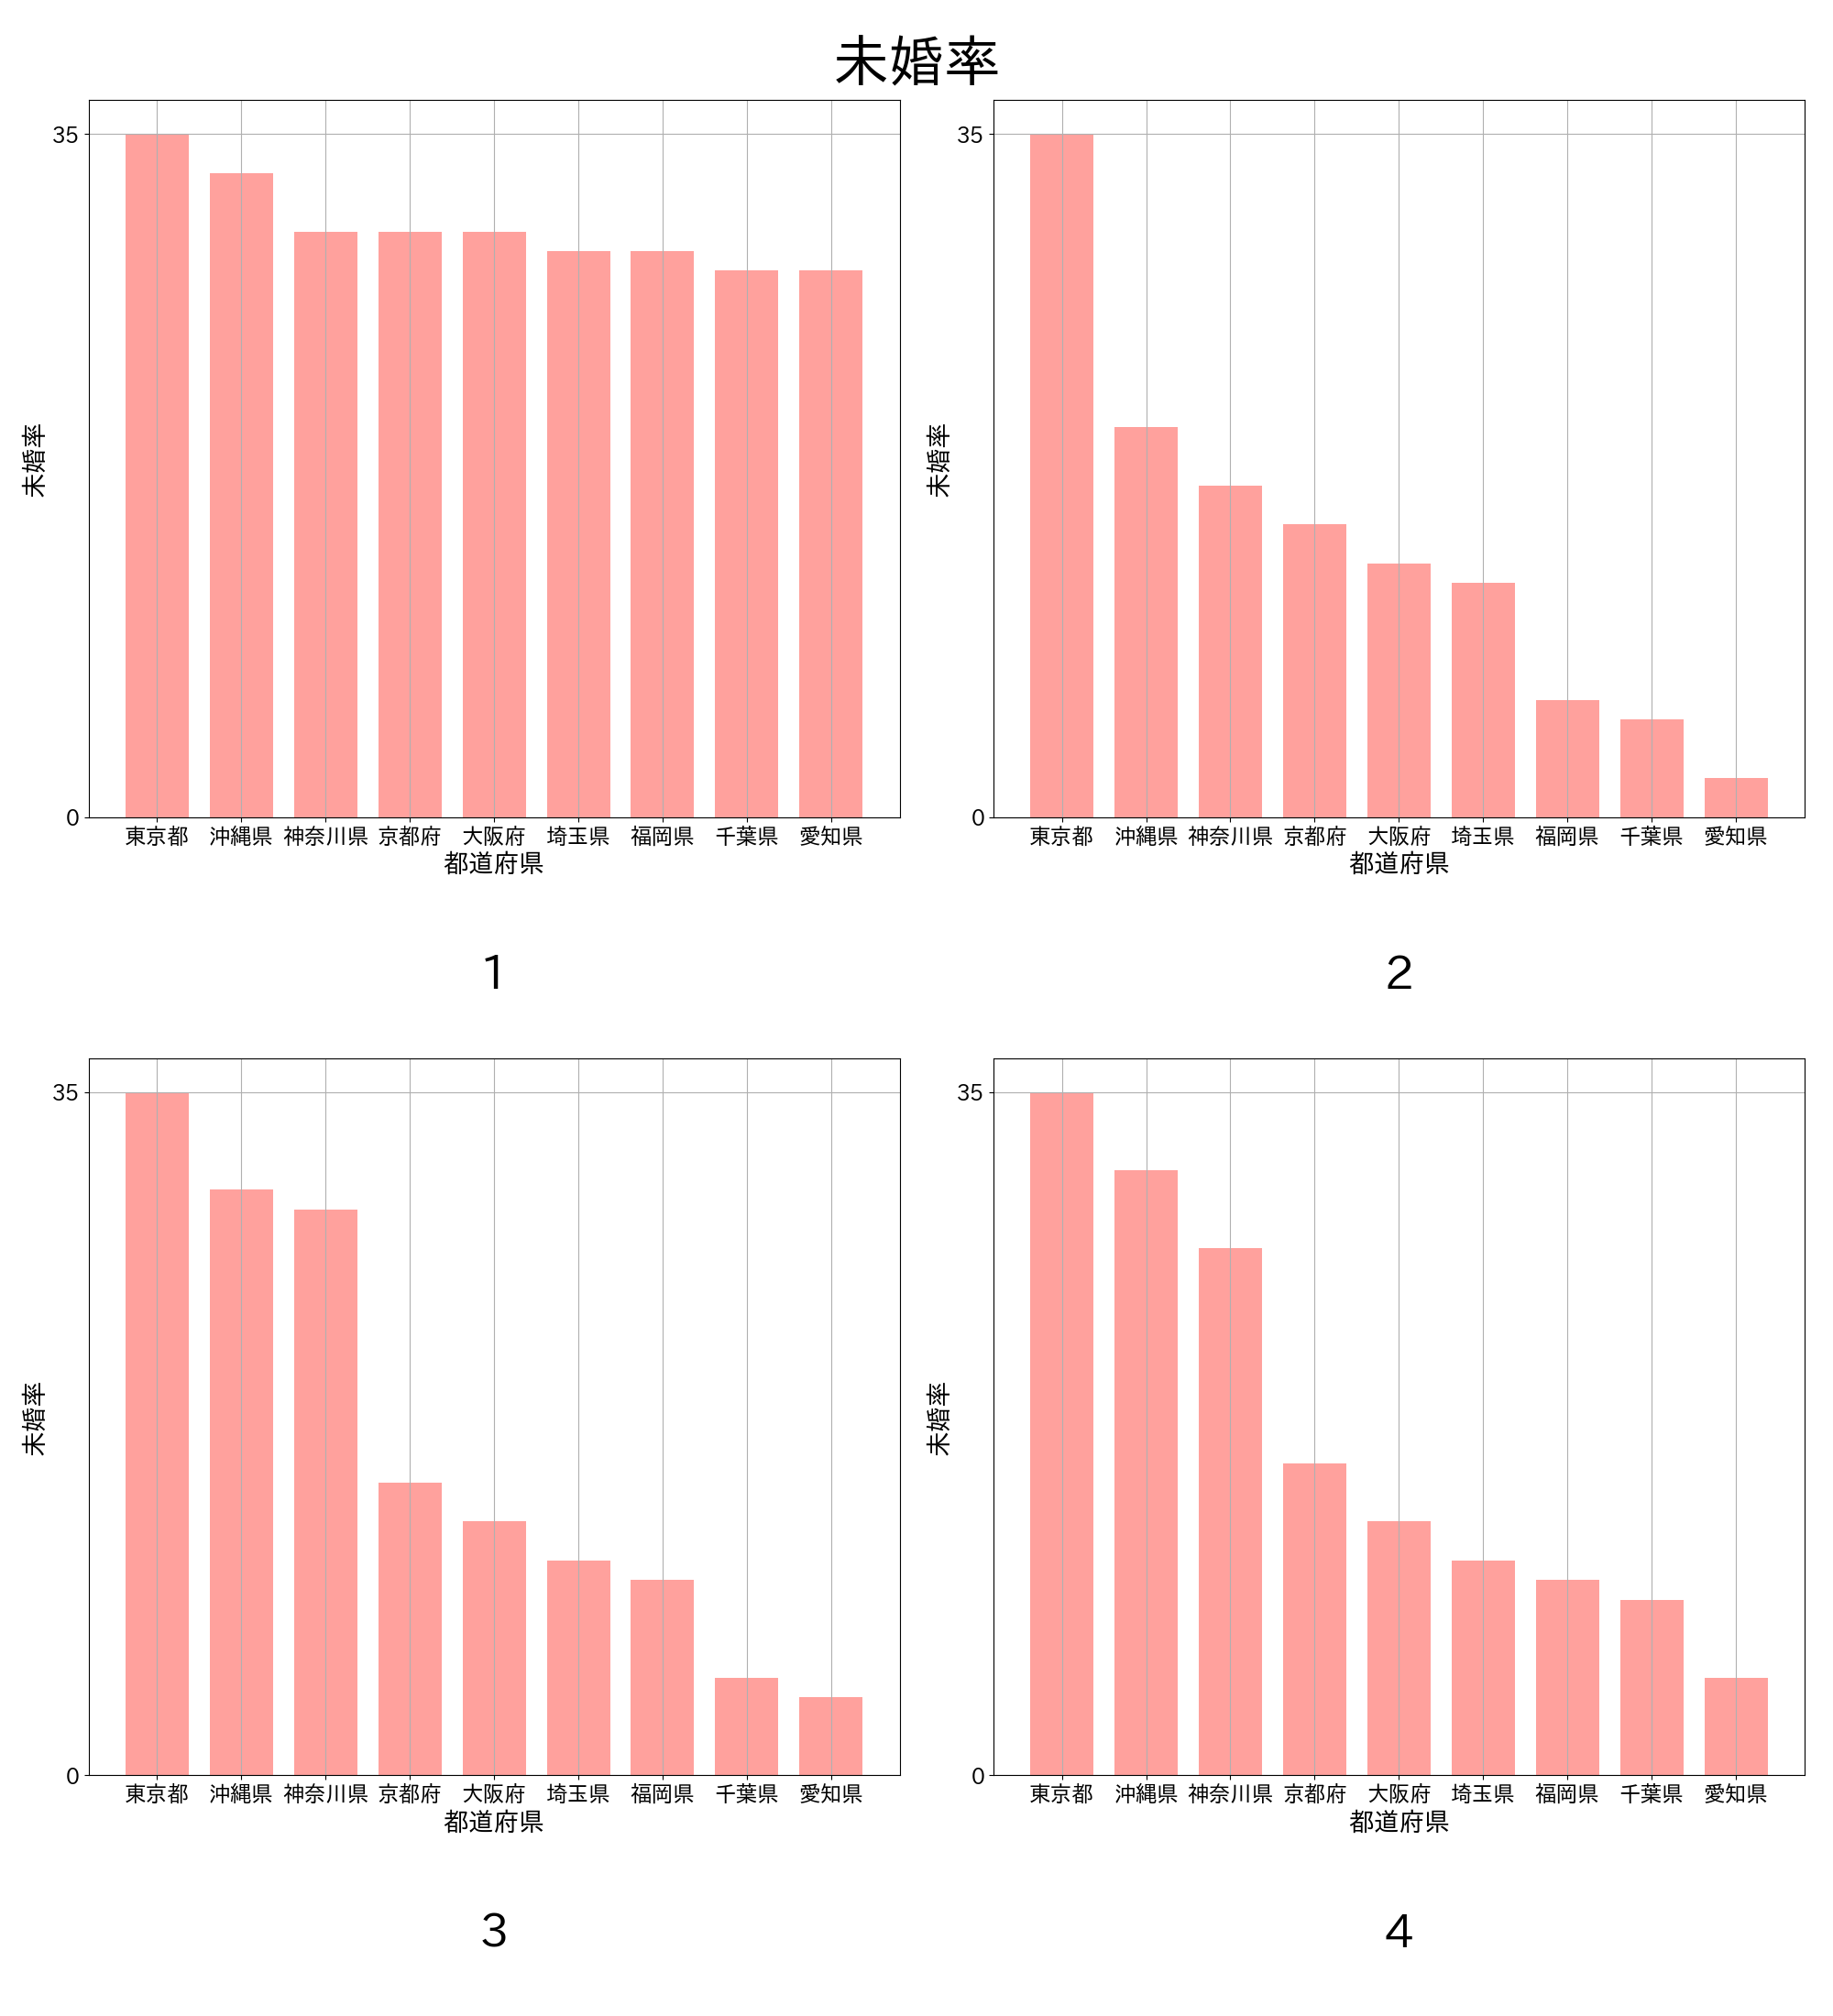 未婚率
35
0
未婚率
東京都 沖縄県 神奈川県 京都府 大阪府 埼玉県 福岡県 千葉県 愛知県
都道府県
1
35
0
未婚率
東京都 沖縄県 神奈川県 京都府 大阪府 埼玉県 福岡県 千葉県 愛知県
都道府県
2
35
0
未婚率
東京都 沖縄県 神奈川県 京都府 大阪府 埼玉県 福岡県 千葉県 愛知県
都道府県
3
35
0
未婚率
東京都 沖縄県 神奈川県 京都府 大阪府 埼玉県 福岡県 千葉県 愛知県
都道府県
4